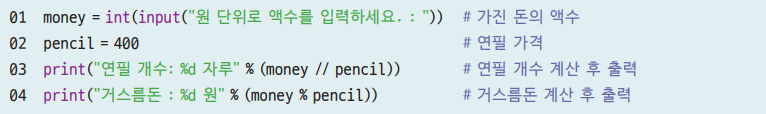 01 money = int(input("원 단위로 액수를 입력하세요. : ")) # 가진 돈의 액수
02 pencil = 400 # 연필 가격
03 print("연필 개수: %d 자루" % (money // pencil)) # 연필 개수 계산 후 출력
04 print("거스름돈 : %d 원" % (money % pencil)) # 거스름돈 계산 후 출력